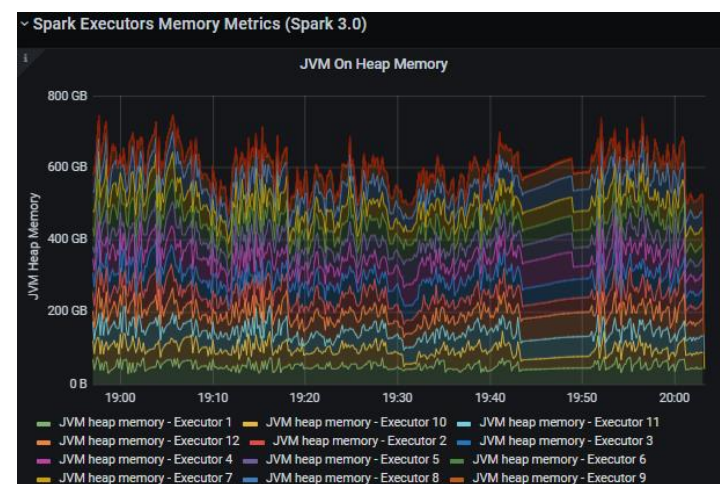 Spark Executors Memory Metrics (Spark 3.0)
i
JVM On Heap Memory
800 GB
600 GB
400 GB
200 GB
0 B
JVM Heap Memory
19:00 19:10 19:20 19:30 19:40 19:50 20:00
JVM heap memory - Executor 1 JVM heap memory - Executor 10 JVM heap memory - Executor 11
JVM heap memory - Executor 12 JVM heap memory - Executor 2 JVM heap memory - Executor 3
JVM heap memory - Executor 4 JVM heap memory - Executor 5 JVM heap memory - Executor 6
JVM heap memory - Executor 7 JVM heap memory - Executor 8 JVM heap memory - Executor 9